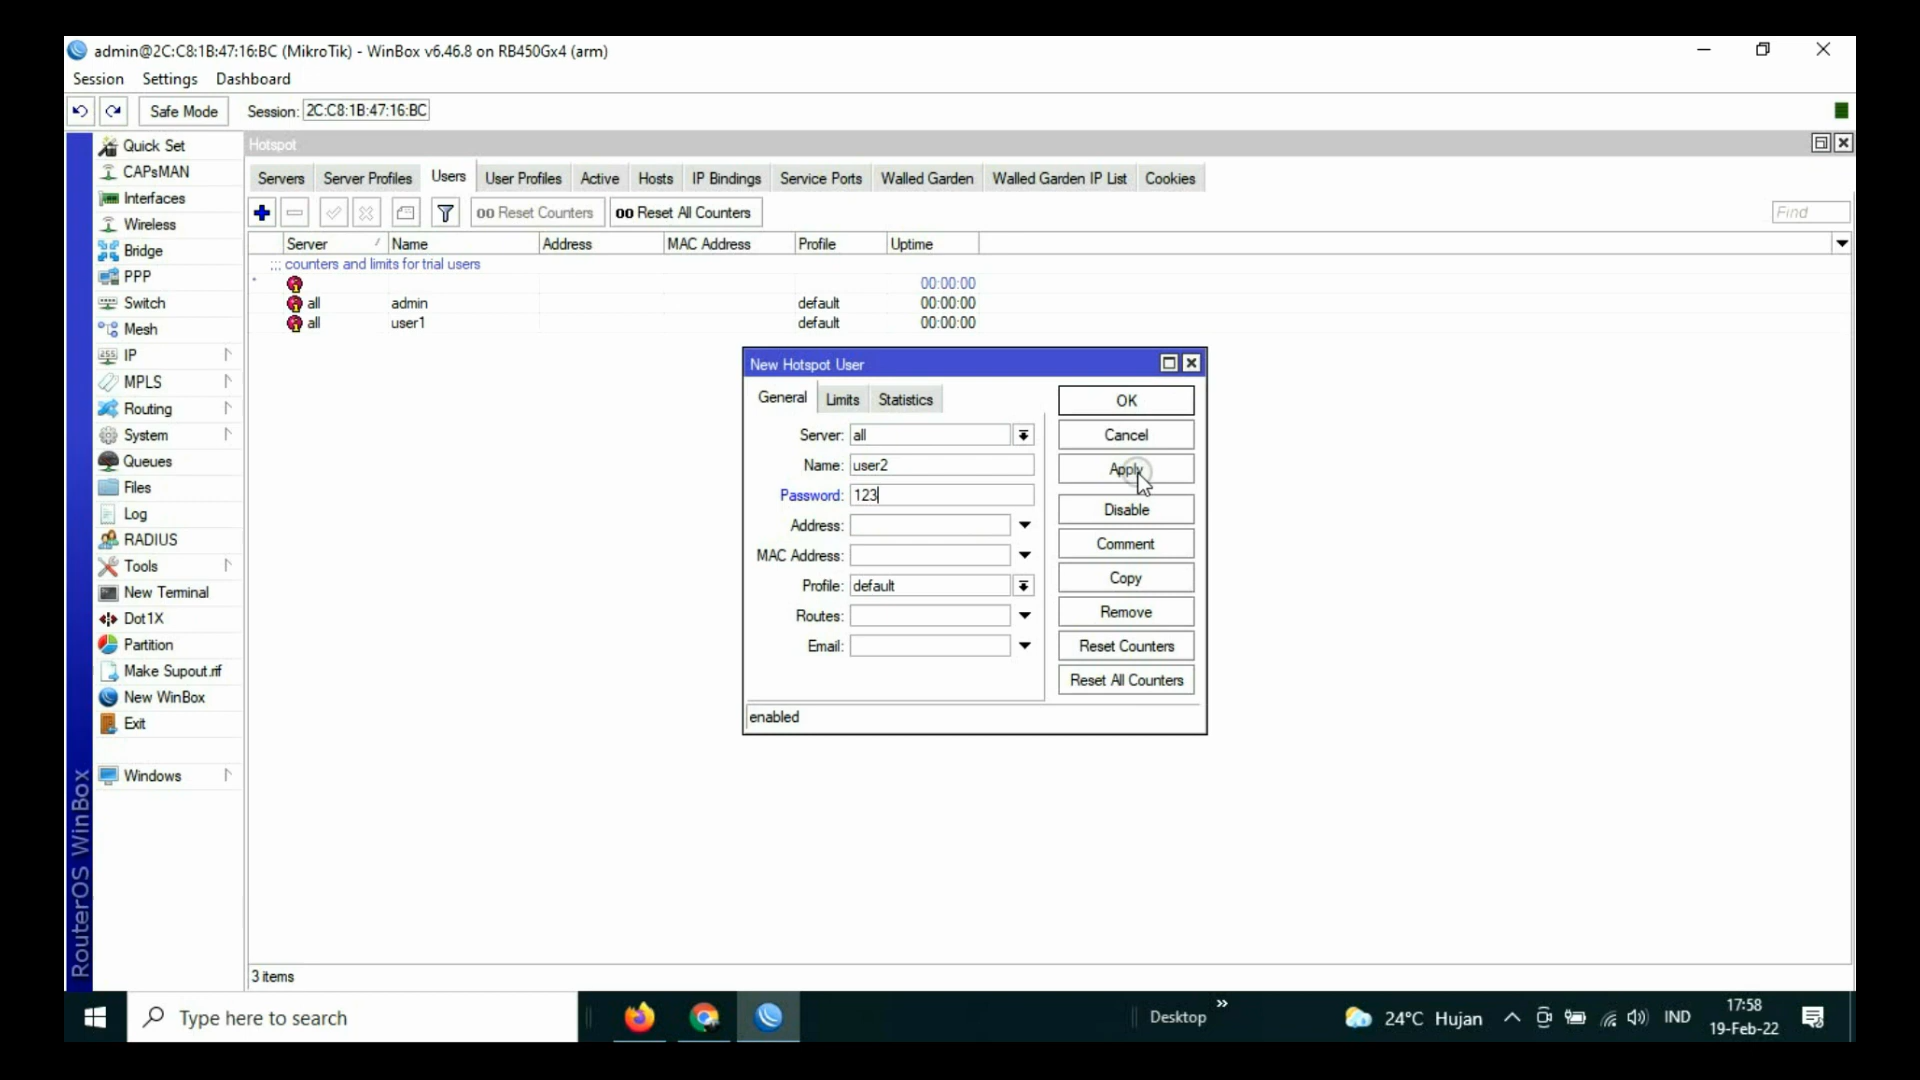 admin@2C:C8:1B:47:16:BC (MikroTik) - WinBox v6.46.8 on RB450Gx4 (arm)
Session Settings Dashboard
Safe Mode Session: 2C:C8:1B:47:16:BC
Quick Set
CAPsMAN
Interfaces
Wireless
Bridge
PPP
Switch
Mesh
IP
MPLS
Routing
System
Queues
Files
Log
RADIUS
Tools
New Terminal
Dot1X
Partition
Make Supout.rif
New WinBox
Exit
Windows
RouterOS WinBox
Hotspot
Servers Server Profiles Users User Profiles Active Hosts IP Bindings Service Ports Walled Garden Walled Garden IP List Cookies
00 Reset Counters 00 Reset All Counters Find
Server / Name Address MAC Address Profile Uptime
::: counters and limits for trial users
* 00:00:00
all admin default 00:00:00
all user1 default 00:00:00
New Hotspot User
General Limits Statistics
Server: all
Name: user2
Password: 123
Address:
MAC Address:
Profile: default
Routes:
Email:
OK
Cancel
Apply
Disable
Comment
Copy
Remove
Reset Counters
Reset All Counters
enabled
3 items
Type here to search
Desktop »
24°C Hujan IND
17:58
19-Feb-22